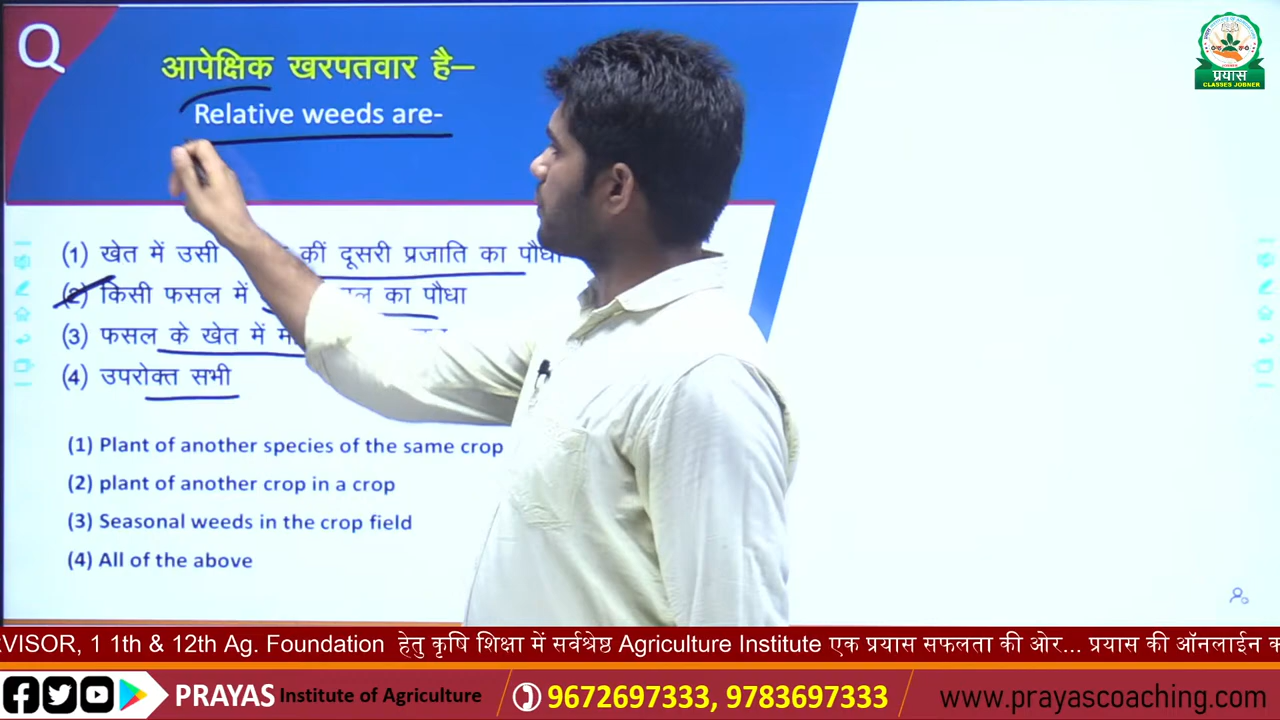 Q
आपेक्षिक खरपतवार है–
Relative weeds are-
प्रयास
CLASSES JOBNER
(1) खेत में उसी कीं दूसरी प्रजाति का पौधा
(2) किसी फसल में का पौधा
(3) फसल के खेत में
(4) उपरोक्त सभी
(1) Plant of another species of the same crop
(2) plant of another crop in a crop
(3) Seasonal weeds in the crop field
(4) All of the above
1 1th & 12th Ag. Foundation हेतु कृषि शिक्षा में सर्वश्रेष्ठ Agriculture Institute एक प्रयास सफलता की ओर... प्रयास की ऑनलाईन
PRAYAS Institute of Agriculture 9672697333, 9783697333 www.prayascoaching.com